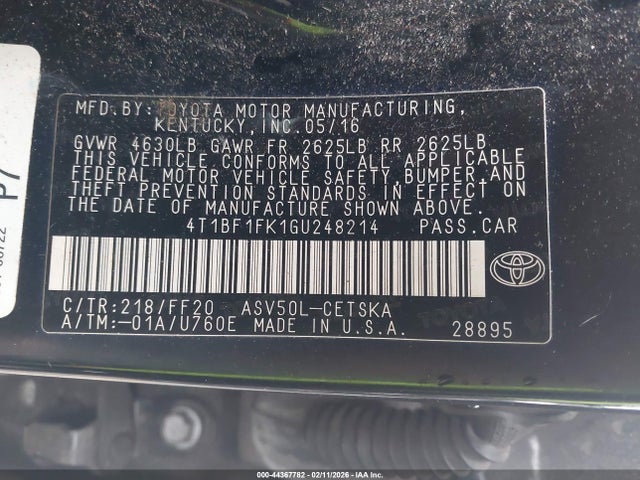 MFD.BY: TOYOTA MOTOR MANUFACTURING,
KENTUCKY, INC.05/16
GVWR 4630LB GAWR FR 2625LB RR 2625LB
THIS VEHICLE CONFORMS TO ALL APPLICABLE
FEDERAL MOTOR VEHICLE SAFETY, BUMPER, AND
THEFT PREVENTION STANDARDS IN EFFECT ON
THE DATE OF MANUFACTURE SHOWN ABOVE.
4T1BF1FK1GU248214 PASS.CAR
C/TR:218/FF20 ASV50L-CETSKA
A/TM:-01A/U760E MADE IN U.S.A. 28895
P7
000-44367782 - 02/11/2026 - Copyright © IAA, Inc.